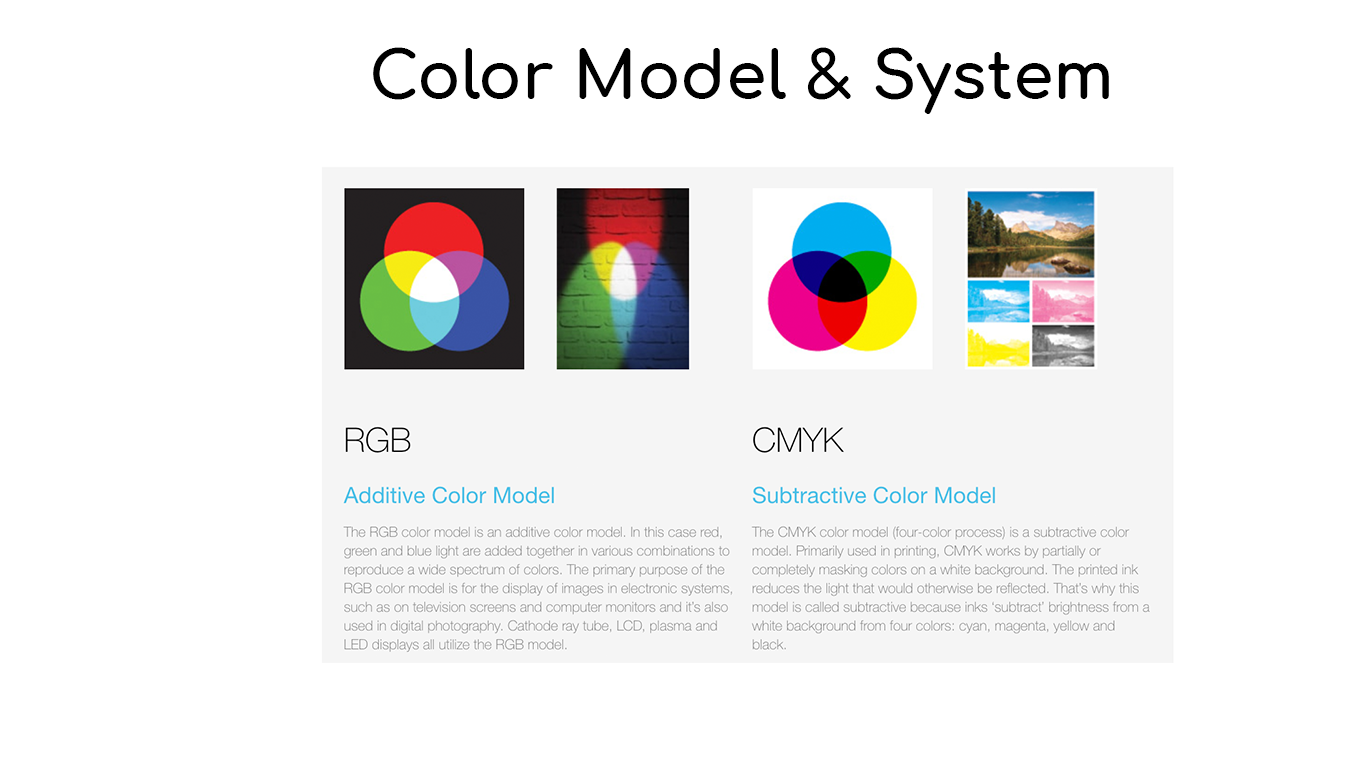 Color Model & System
RGB
Additive Color Model
The RGB color model is an additive color model. In this case red,
green and blue light are added together in various combinations to
reproduce a wide spectrum of colors. The primary purpose of the
RGB color model is for the display of images in electronic systems,
such as on television screens and computer monitors and it's also
used in digital photography. Cathode ray tube, LCD, plasma and
LED displays all utilize the RGB model.
CMYK
Subtractive Color Model
The CMYK color model (four-color process) is a subtractive color
model. Primarily used in printing, CMYK works by partially or
completely masking colors on a white background. The printed ink
reduces the light that would otherwise be reflected. That's why this
model is called subtractive because inks ‘subtract’ brightness from a
white background from four colors: cyan, magenta, yellow and
black.